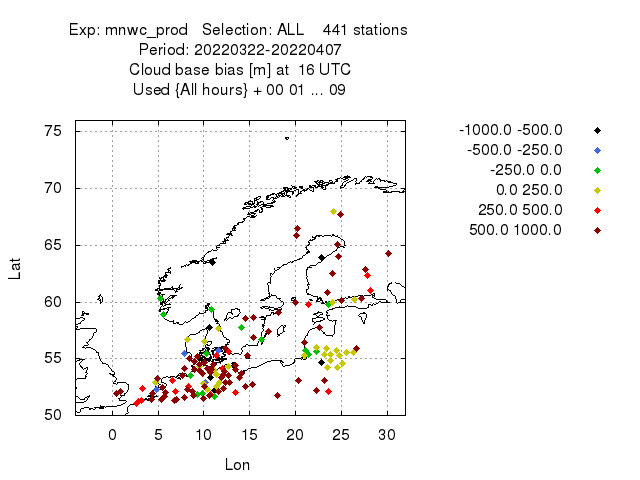 Exp: mnwc_prod Selection: ALL 441 stations
Period: 20220322-20220407
Cloud base bias [m] at 16 UTC
Used {All hours} + 00 01 ... 09
-1000.0 -500.0
-500.0 -250.0
-250.0 0.0
0.0 250.0
250.0 500.0
500.0 1000.0
Lat
75
70
65
60
55
50
0 5 10 15 20 25 30
Lon